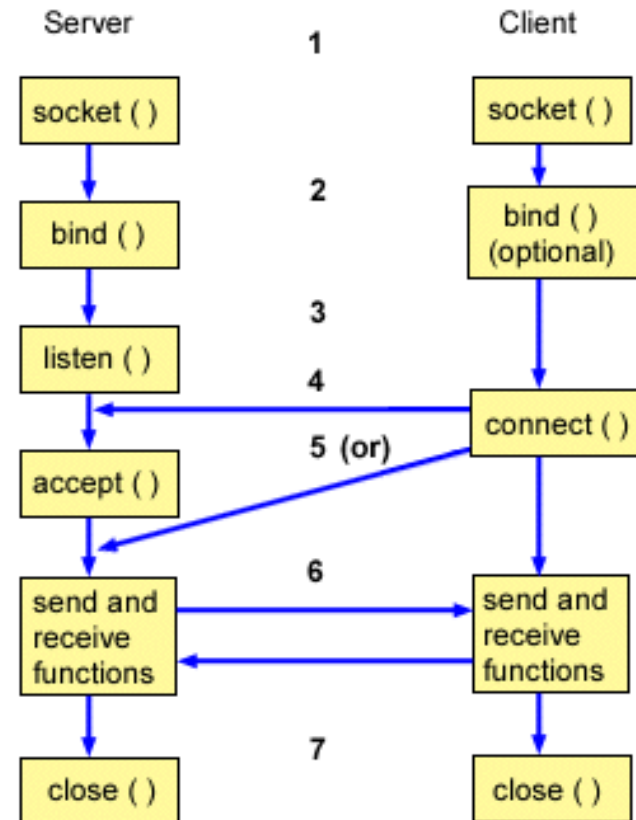 Server
1
Client
socket ( )
socket ( )
2
bind ( )
bind ( )
(optional)
3
listen ( )
4
connect ( )
5 (or)
accept ( )
6
send and
receive
functions
send and
receive
functions
7
close ( )
close ( )